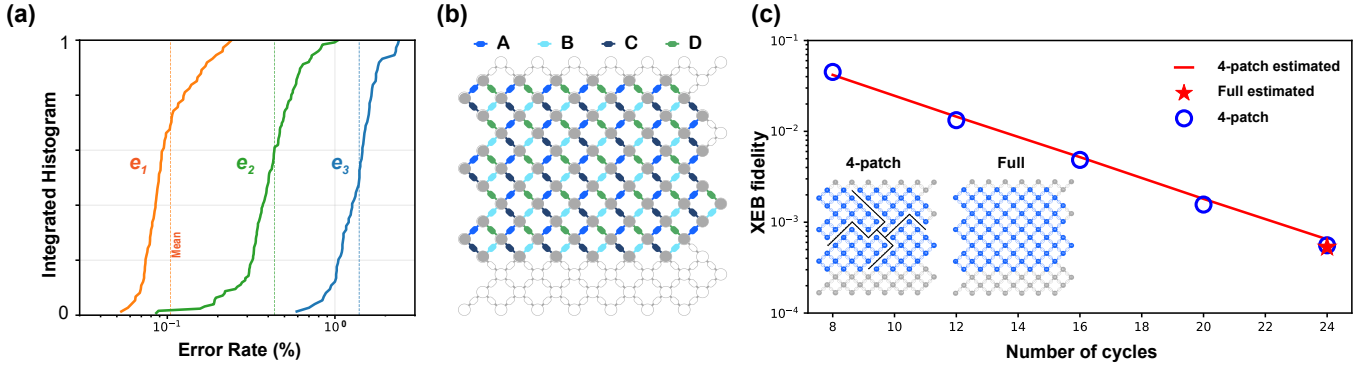 (a)
Integrated Histogram
1
0
e1
e2
e3
Mean
10⁻¹
10⁰
Error Rate (%)
(b)
A B C D
(c)
XEB fidelity
10⁻¹
10⁻²
10⁻³
10⁻⁴
4-patch estimated
Full estimated
4-patch
4-patch Full
8 10 12 14 16 18 20 22 24
Number of cycles